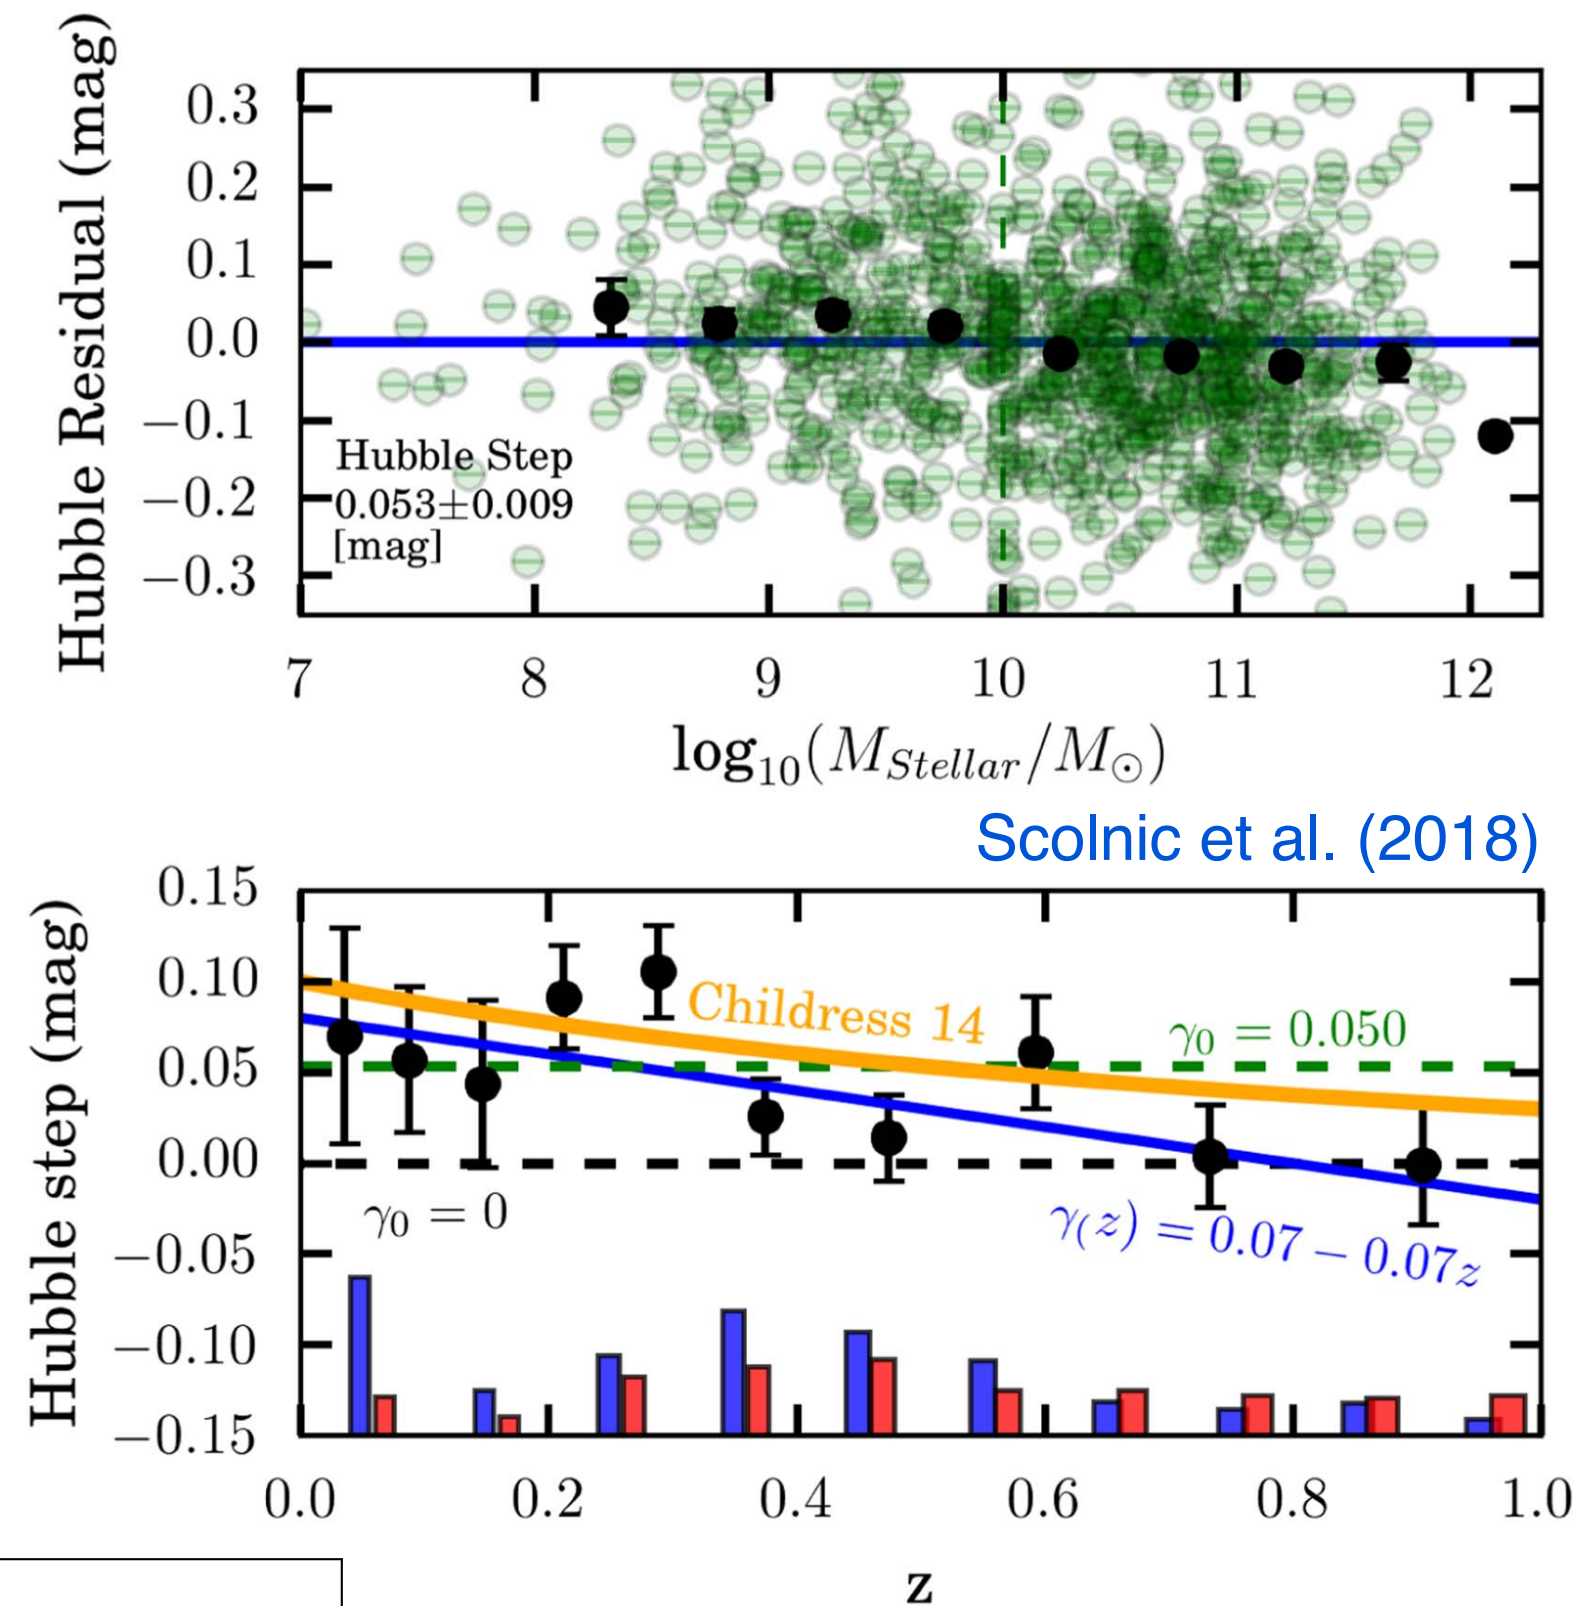 Hubble Residual (mag)
0.3
0.2
0.1
0.0
−0.1
−0.2
−0.3
Hubble Step
0.053±0.009
[mag]
7 8 9 10 11 12
log₁₀(M_Stellar/M_⊙)
Scolnic et al. (2018)
Hubble step (mag)
0.15
0.10
0.05
0.00
−0.05
−0.10
−0.15
Childress 14
γ₀ = 0.050
γ₀ = 0
γ(z) = 0.07 − 0.07z
0.0 0.2 0.4 0.6 0.8 1.0
z